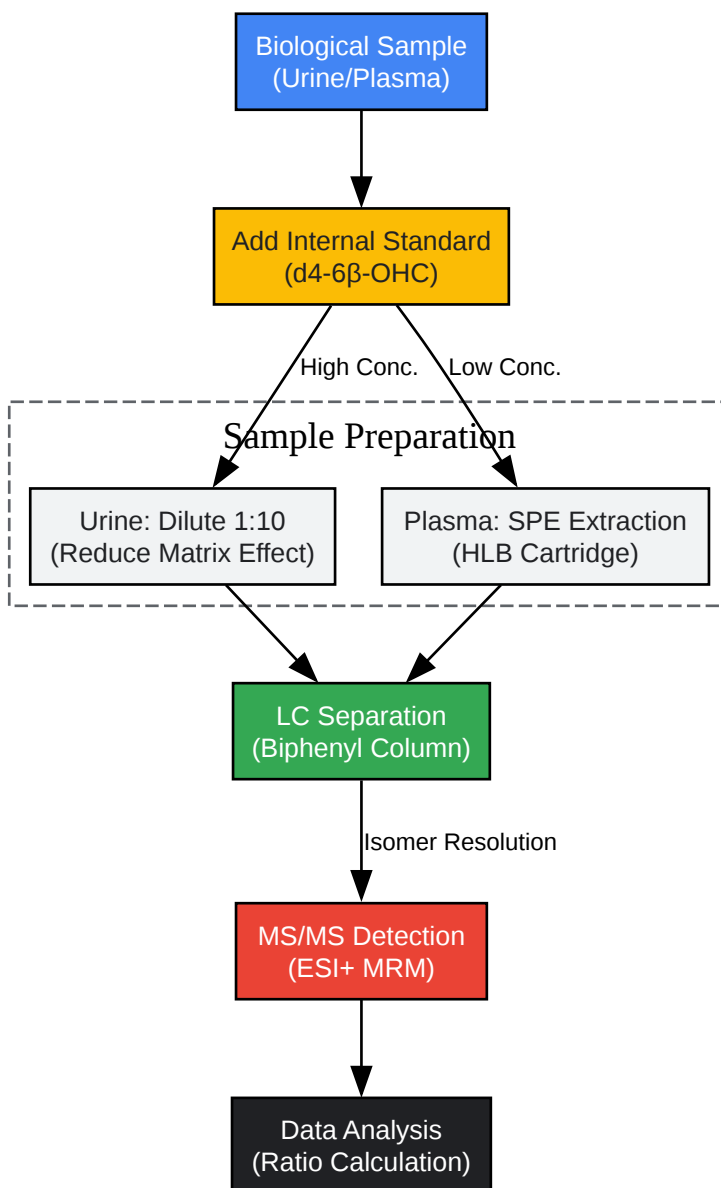 Biological Sample
(Urine/Plasma)
Add Internal Standard
(d4-6β-OHC)
High Conc.
Low Conc.
Sample Preparation
Urine: Dilute 1:10
(Reduce Matrix Effect)
Plasma: SPE Extraction
(HLB Cartridge)
LC Separation
(Biphenyl Column)
Isomer Resolution
MS/MS Detection
(ESI+ MRM)
Data Analysis
(Ratio Calculation)